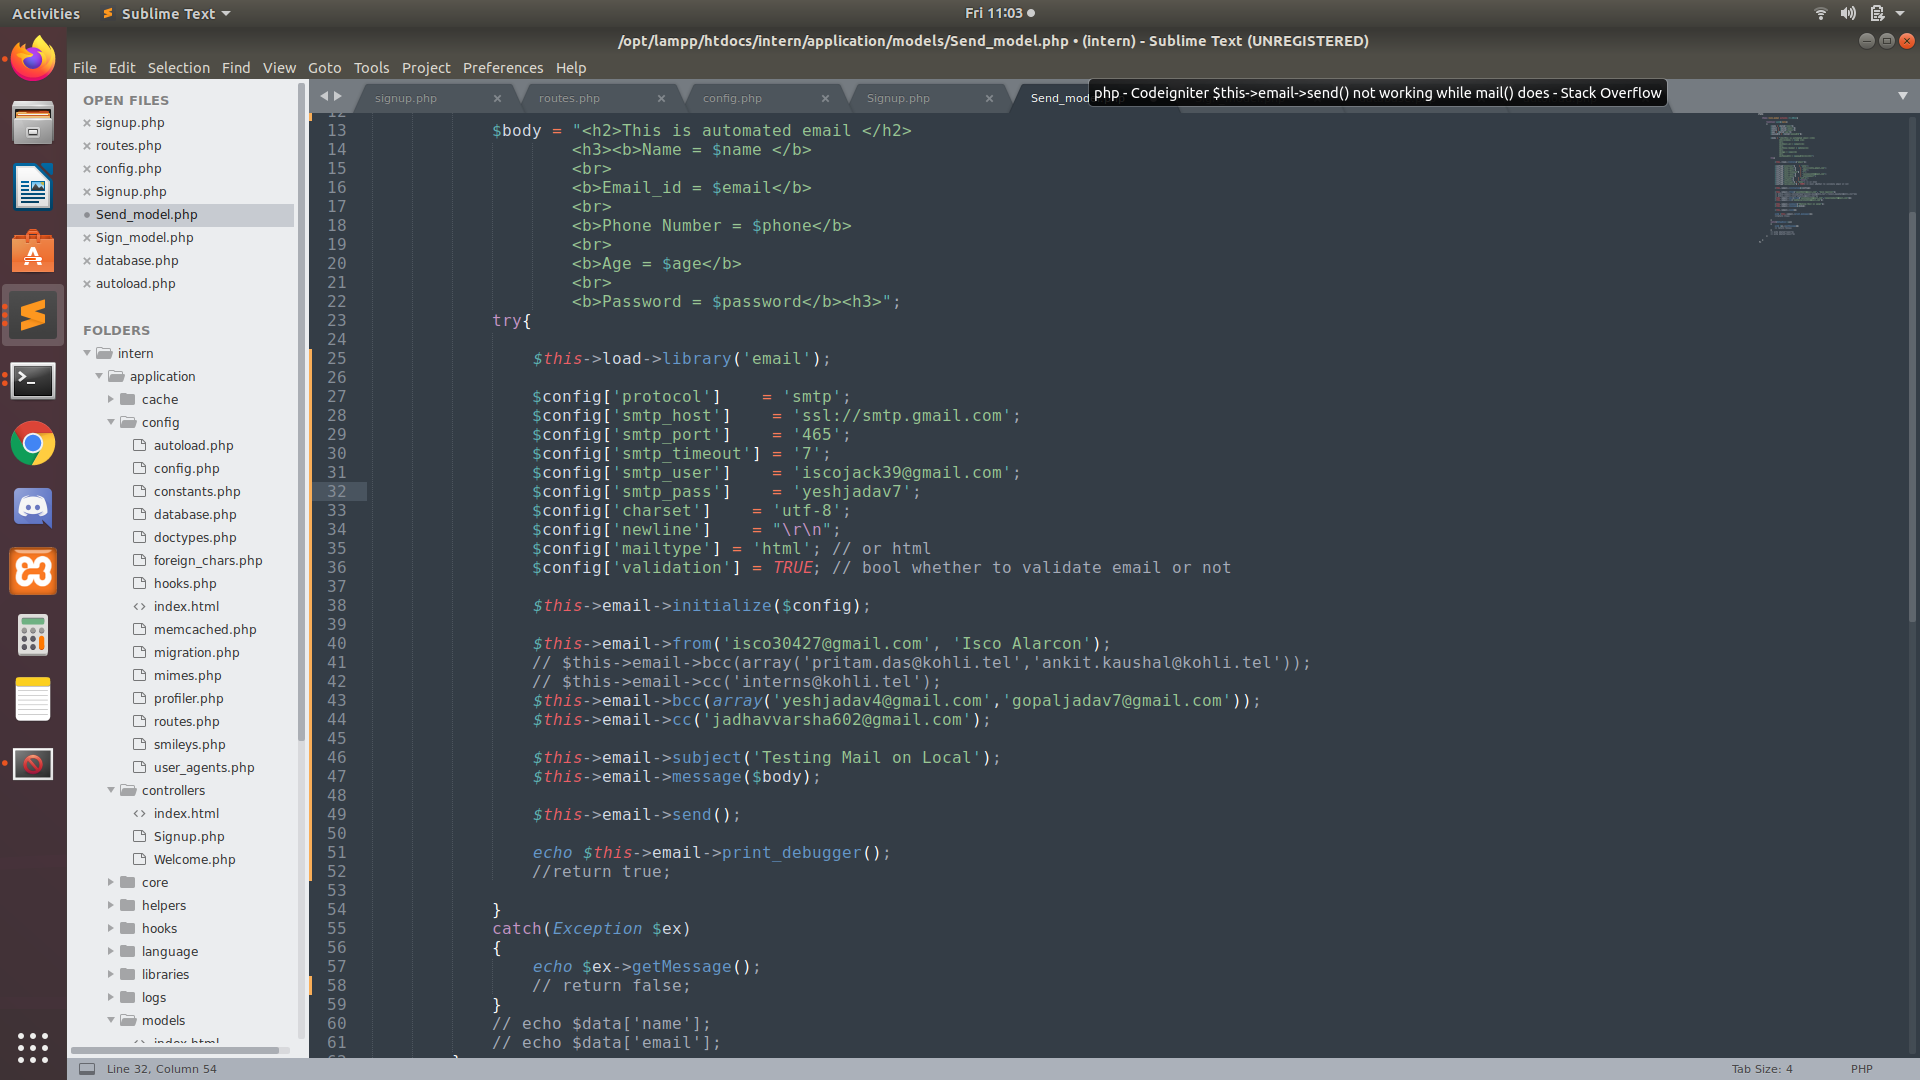 Activities
Sublime Text
Fri 11:03
/opt/lampp/htdocs/intern/application/models/Send_model.php • (intern) - Sublime Text (UNREGISTERED)
File Edit Selection Find View Goto Tools Project Preferences Help
OPEN FILES
signup.php
routes.php
config.php
Signup.php
Send_model.php
Sign_model.php
database.php
autoload.php
FOLDERS
intern
application
cache
config
autoload.php
config.php
constants.php
database.php
doctypes.php
foreign_chars.php
hooks.php
index.html
memcached.php
migration.php
mimes.php
profiler.php
routes.php
smileys.php
user_agents.php
controllers
index.html
Signup.php
Welcome.php
core
helpers
hooks
language
libraries
logs
models
index.html
signup.php routes.php config.php Signup.php Send_mo
php - Codeigniter $this->email->send() not working while mail() does - Stack Overflow
12
13 $body = "<h2>This is automated email </h2>
14 <h3><b>Name = $name </b>
15 <br>
16 <b>Email_id = $email</b>
17 <br>
18 <b>Phone Number = $phone</b>
19 <br>
20 <b>Age = $age</b>
21 <br>
22 <b>Password = $password</b><h3>";
23 try{
24
25 $this->load->library('email');
26
27 $config['protocol']    = 'smtp';
28 $config['smtp_host']    = 'ssl://smtp.gmail.com';
29 $config['smtp_port']    = '465';
30 $config['smtp_timeout'] = '7';
31 $config['smtp_user']    = 'iscojack39@gmail.com';
32 $config['smtp_pass']    = 'yeshjadav7';
33 $config['charset']    = 'utf-8';
34 $config['newline']    = "\r\n";
35 $config['mailtype'] = 'html'; // or html
36 $config['validation'] = TRUE; // bool whether to validate email or not
37
38 $this->email->initialize($config);
39
40 $this->email->from('isco30427@gmail.com', 'Isco Alarcon');
41 // $this->email->bcc(array('pritam.das@kohli.tel','ankit.kaushal@kohli.tel'));
42 // $this->email->cc('interns@kohli.tel');
43 $this->email->bcc(array('yeshjadav4@gmail.com','gopaljadav7@gmail.com'));
44 $this->email->cc('jadhavvarsha602@gmail.com');
45
46 $this->email->subject('Testing Mail on Local');
47 $this->email->message($body);
48
49 $this->email->send();
50
51 echo $this->email->print_debugger();
52 //return true;
53
54 }
55 catch(Exception $ex)
56 {
57 echo $ex->getMessage();
58 // return false;
59 }
60 // echo $data['name'];
61 // echo $data['email'];
62 }
Line 32, Column 54
Tab Size: 4
PHP